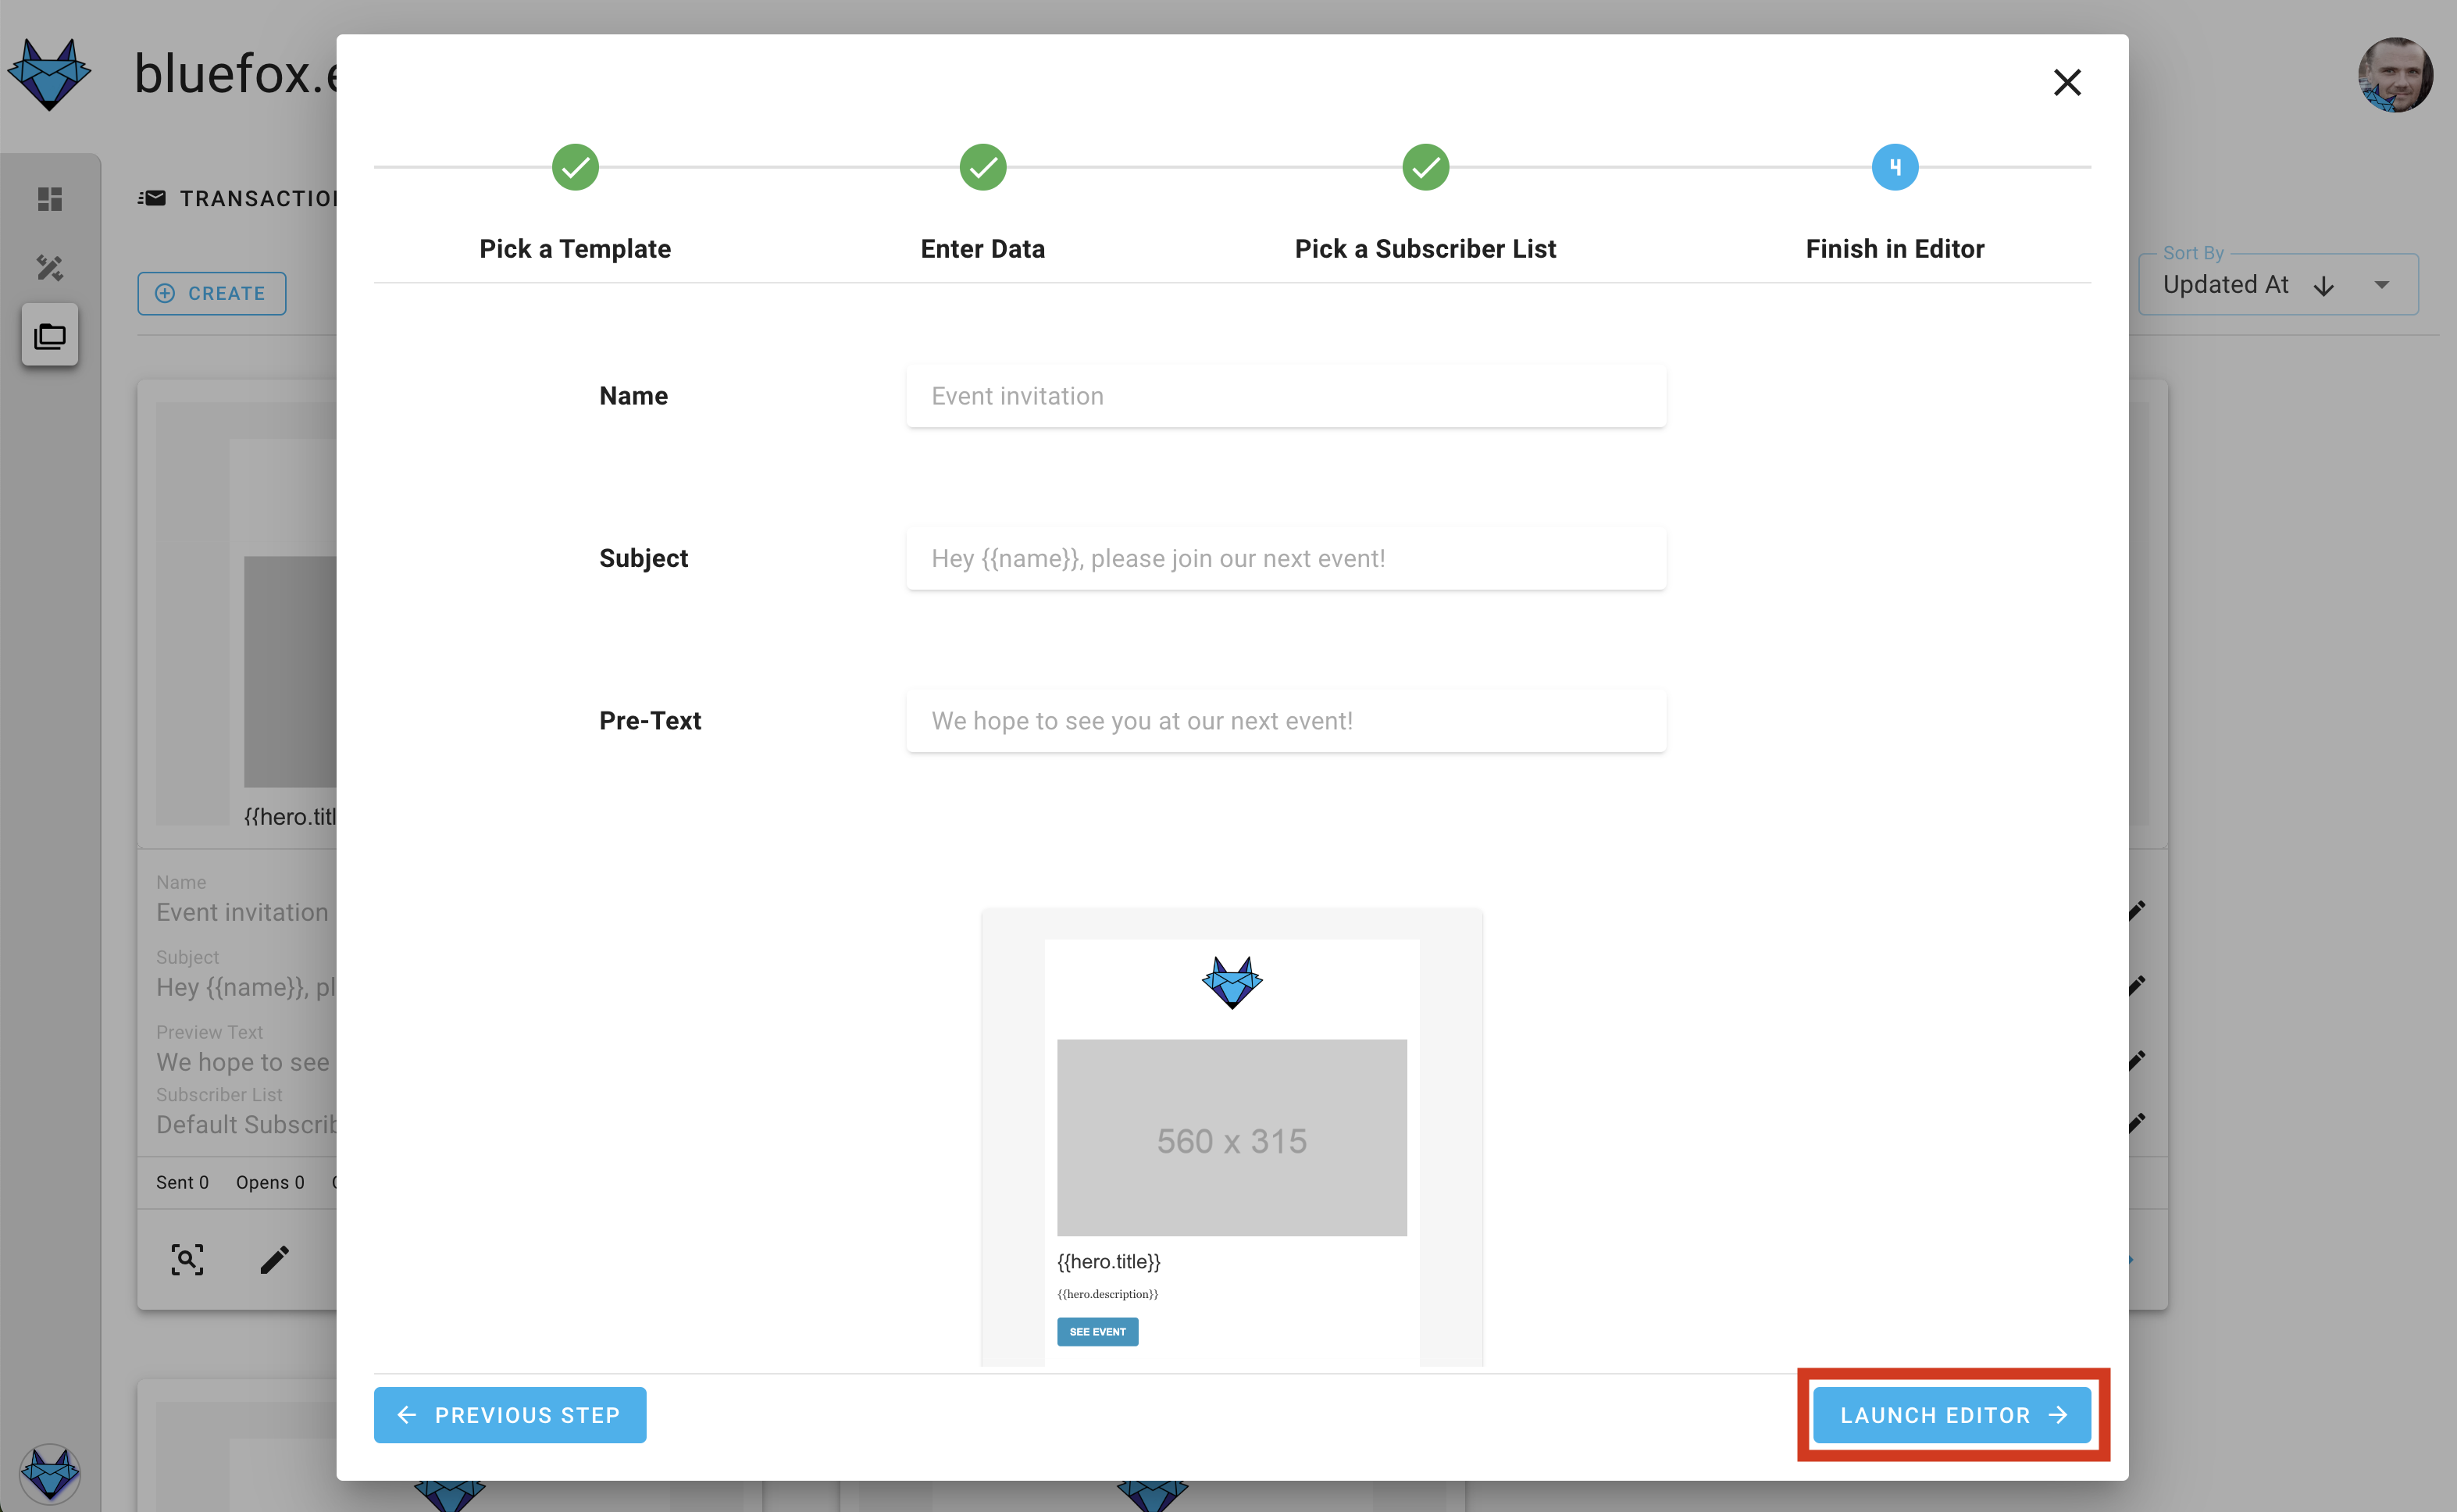 bluefox.e
TRANSACTION
CREATE
Sort By
Updated At
4
Pick a Template
Enter Data
Pick a Subscriber List
Finish in Editor
Name
Event invitation
Subject
Hey {{name}}, please join our next event!
Pre-Text
We hope to see you at our next event!
560 x 315
{{hero.title}}
{{hero.description}}
SEE EVENT
PREVIOUS STEP
LAUNCH EDITOR
{{hero.titl
Name
Event invitation
Subject
Hey {{name}}, pl
Preview Text
We hope to see
Subscriber List
Default Subscrib
Sent 0
Opens 0